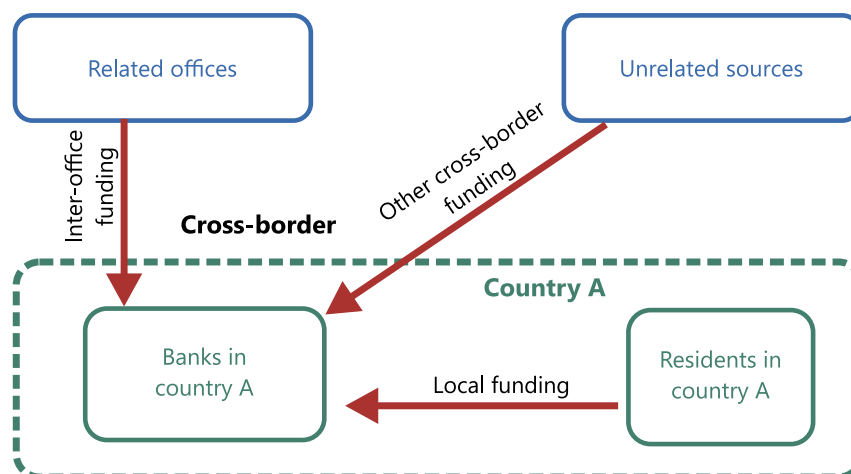 Related offices
Unrelated sources
Inter-office
funding
Other cross-border
funding
Cross-border
Country A
Banks in
country A
Local funding
Residents in
country A